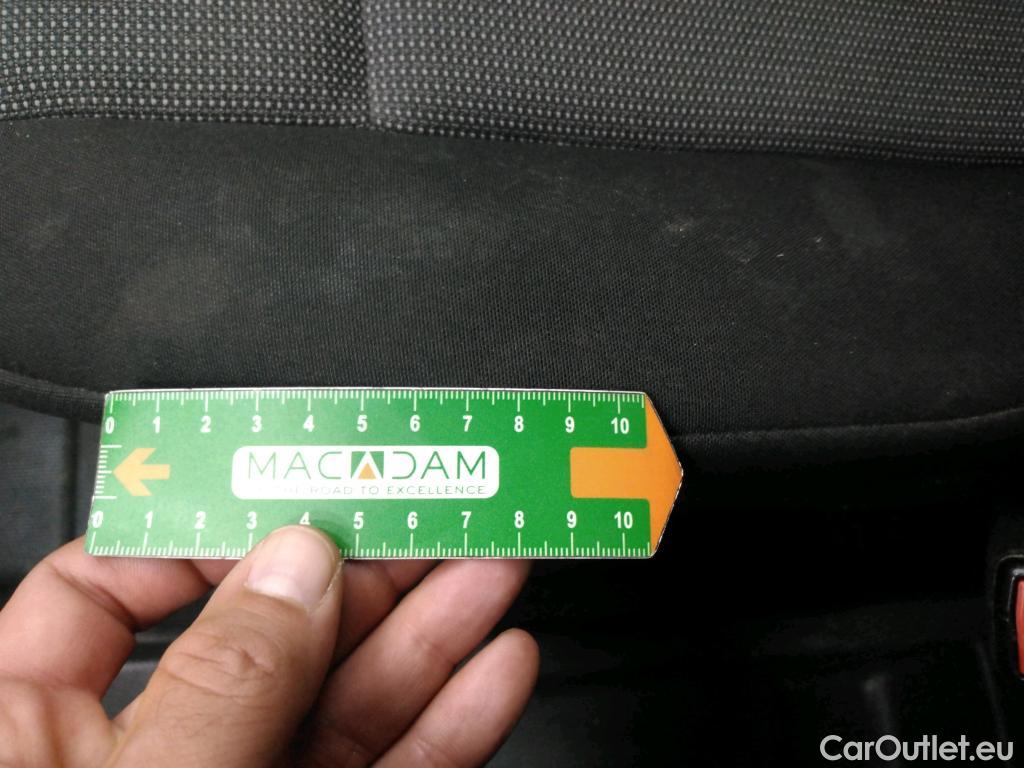 0 1 2 3 4 5 6 7 8 9 10
MACADAM
THE ROAD TO EXCELLENCE
0 1 2 3 4 5 6 7 8 9 10
CarOutlet.eu